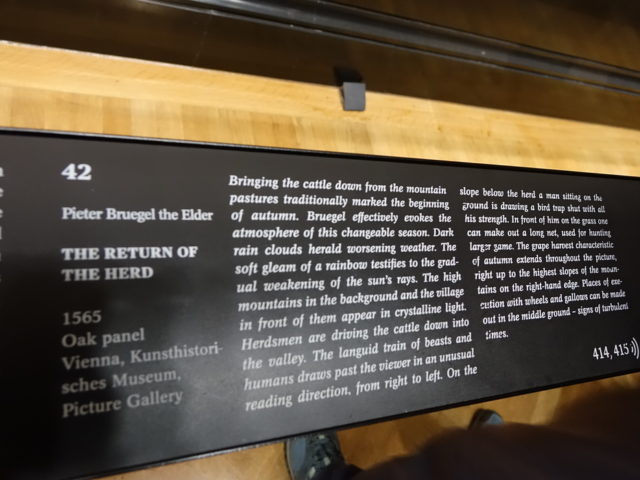 42
Pieter Bruegel the Elder
THE RETURN OF
THE HERD
1565
Oak panel
Vienna, Kunsthistori-
sches Museum,
Picture Gallery
Bringing the cattle down from the mountain
pastures traditionally marked the beginning
of autumn. Bruegel effectively evokes the
atmosphere of this changeable season. Dark
rain clouds herald worsening weather. The
soft gleam of a rainbow testifies to the grad-
ual weakening of the sun's rays. The high
mountains in the background and the village
in front of them appear in crystalline light.
Herdsmen are driving the cattle down into
the valley. The languid train of beasts and
humans draws past the viewer in an unusual
reading direction, from right to left. On the
slope below the herd a man sitting on the
ground is drawing a bird trap shut with all
his strength. In front of him on the grass one
can make out a long net, used for hunting
larger game. The grape harvest characteristic
of autumn extends throughout the picture,
right up to the highest slopes of the moun-
tains on the right-hand edge. Places of exe-
cution with wheels and gallows can be made
out in the middle ground – signs of turbulent
times.
414, 415